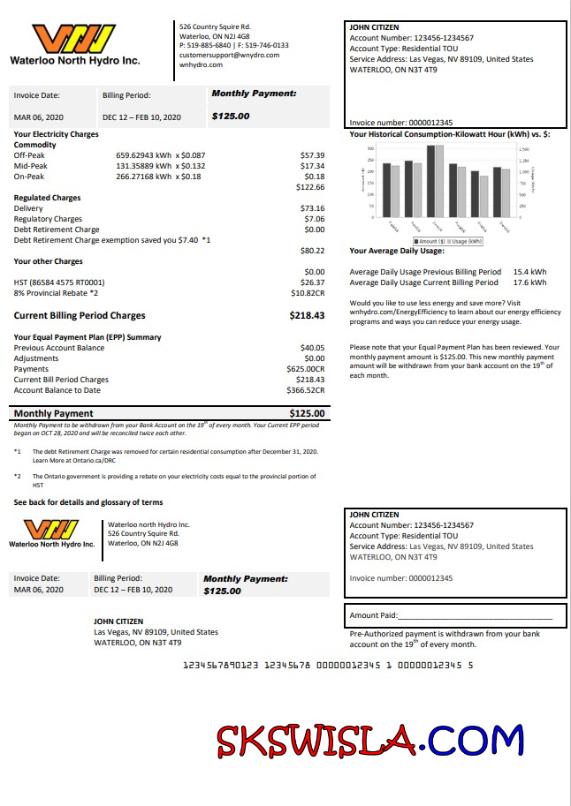 Waterloo North Hydro Inc.
526 Country Squire Rd.
Waterloo, ON N2J 4G8
P: 519-885-6840 | F: 519-746-0133
customersupport@wnydro.com
wnhydro.com
JOHN CITIZEN
Account Number: 123456-1234567
Account Type: Residential TOU
Service Address: Las Vegas, NV 89109, United States
WATERLOO, ON N3T 4T9
Invoice number: 0000012345
Invoice Date: Billing Period: Monthly Payment:
MAR 06, 2020 DEC 12 – FEB 10, 2020 $125.00
Your Electricity Charges
Commodity
Off-Peak 659.62943 kWh x $0.087 $57.39
Mid-Peak 131.35889 kWh x $0.132 $17.34
On-Peak 266.27168 kWh x $0.18 $0.18
$122.66
Regulated Charges
Delivery $73.16
Regulatory Charges $7.06
Debt Retirement Charge $0.00
Debt Retirement Charge exemption saved you $7.40 *1
$80.22
Your other Charges
$0.00
HST (86584 4575 RT0001) $26.37
8% Provincial Rebate *2 $10.82CR
Current Billing Period Charges $218.43
Your Equal Payment Plan (EPP) Summary
Previous Account Balance $40.05
Adjustments $0.00
Payments $625.00CR
Current Bill Period Charges $218.43
Account Balance to Date $366.52CR
Monthly Payment $125.00
Monthly Payment to be withdrawn from your Bank Account on the 19th of every month. Your Current EPP period
began on OCT 28, 2020 and will be reconciled twice each other.
*1 The debt Retirement Charge was removed for certain residential consumption after December 31, 2020.
Learn More at Ontario.ca/DRC
*2 The Ontario government is providing a rebate on your electricity costs equal to the provincial portion of
HST
See back for details and glossary of terms
Your Historical Consumption-Kilowatt Hour (kWh) vs. $:
Amount ($) Usage (kWh)
Your Average Daily Usage:
Average Daily Usage Previous Billing Period 15.4 kWh
Average Daily Usage Current Billing Period 17.6 kWh
Would you like to use less energy and save more? Visit
wnhydro.com/EnergyEfficiency to learn about our energy efficiency
programs and ways you can reduce your energy usage.
Please note that your Equal Payment Plan has been reviewed. Your
monthly payment amount is $125.00. This new monthly payment
amount will be withdrawn from your bank account on the 19th of
each month.
Waterloo North Hydro Inc.
Waterloo north Hydro Inc.
526 Country Squire Rd.
Waterloo, ON N2J 4G8
JOHN CITIZEN
Account Number: 123456-1234567
Account Type: Residential TOU
Service Address: Las Vegas, NV 89109, United States
WATERLOO, ON N3T 4T9
Invoice number: 0000012345
Invoice Date: Billing Period: Monthly Payment:
MAR 06, 2020 DEC 12 – FEB 10, 2020 $125.00
Amount Paid:
JOHN CITIZEN
Las Vegas, NV 89109, United States
WATERLOO, ON N3T 4T9
Pre-Authorized payment is withdrawn from your bank
account on the 19th of every month.
1234567890123 12345678 00000012345 1 00000012345 5
SKSWISLA.COM